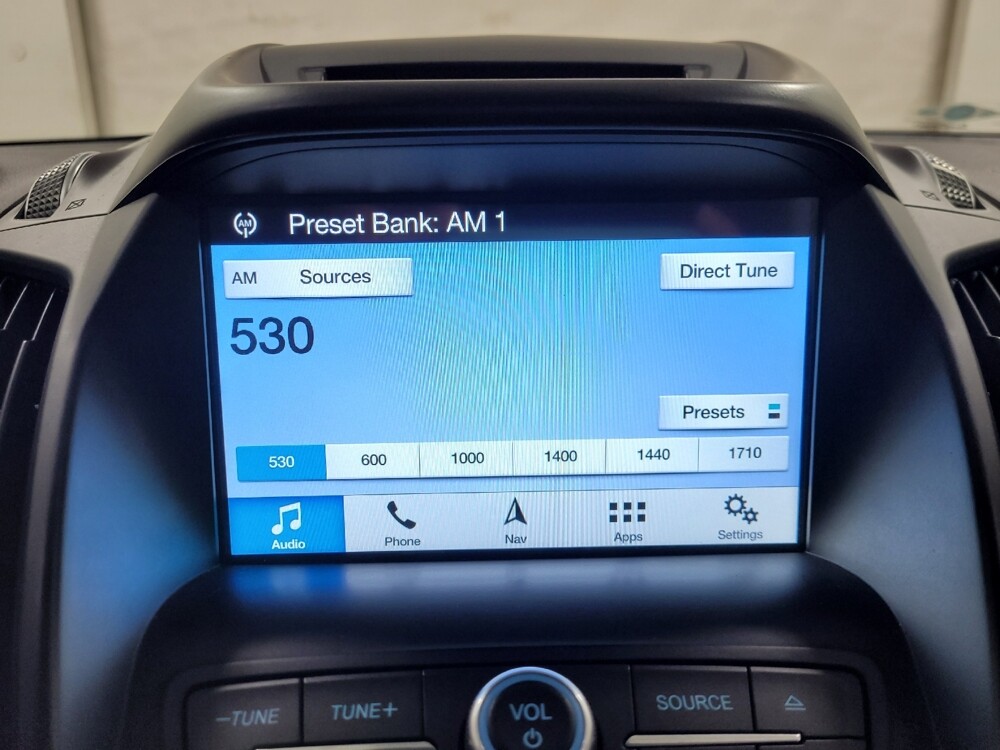 AM Preset Bank: AM 1
AM Sources Direct Tune
530
Presets
530 600 1000 1400 1440 1710
Audio Phone Nav Apps Settings
−TUNE TUNE+ VOL SOURCE